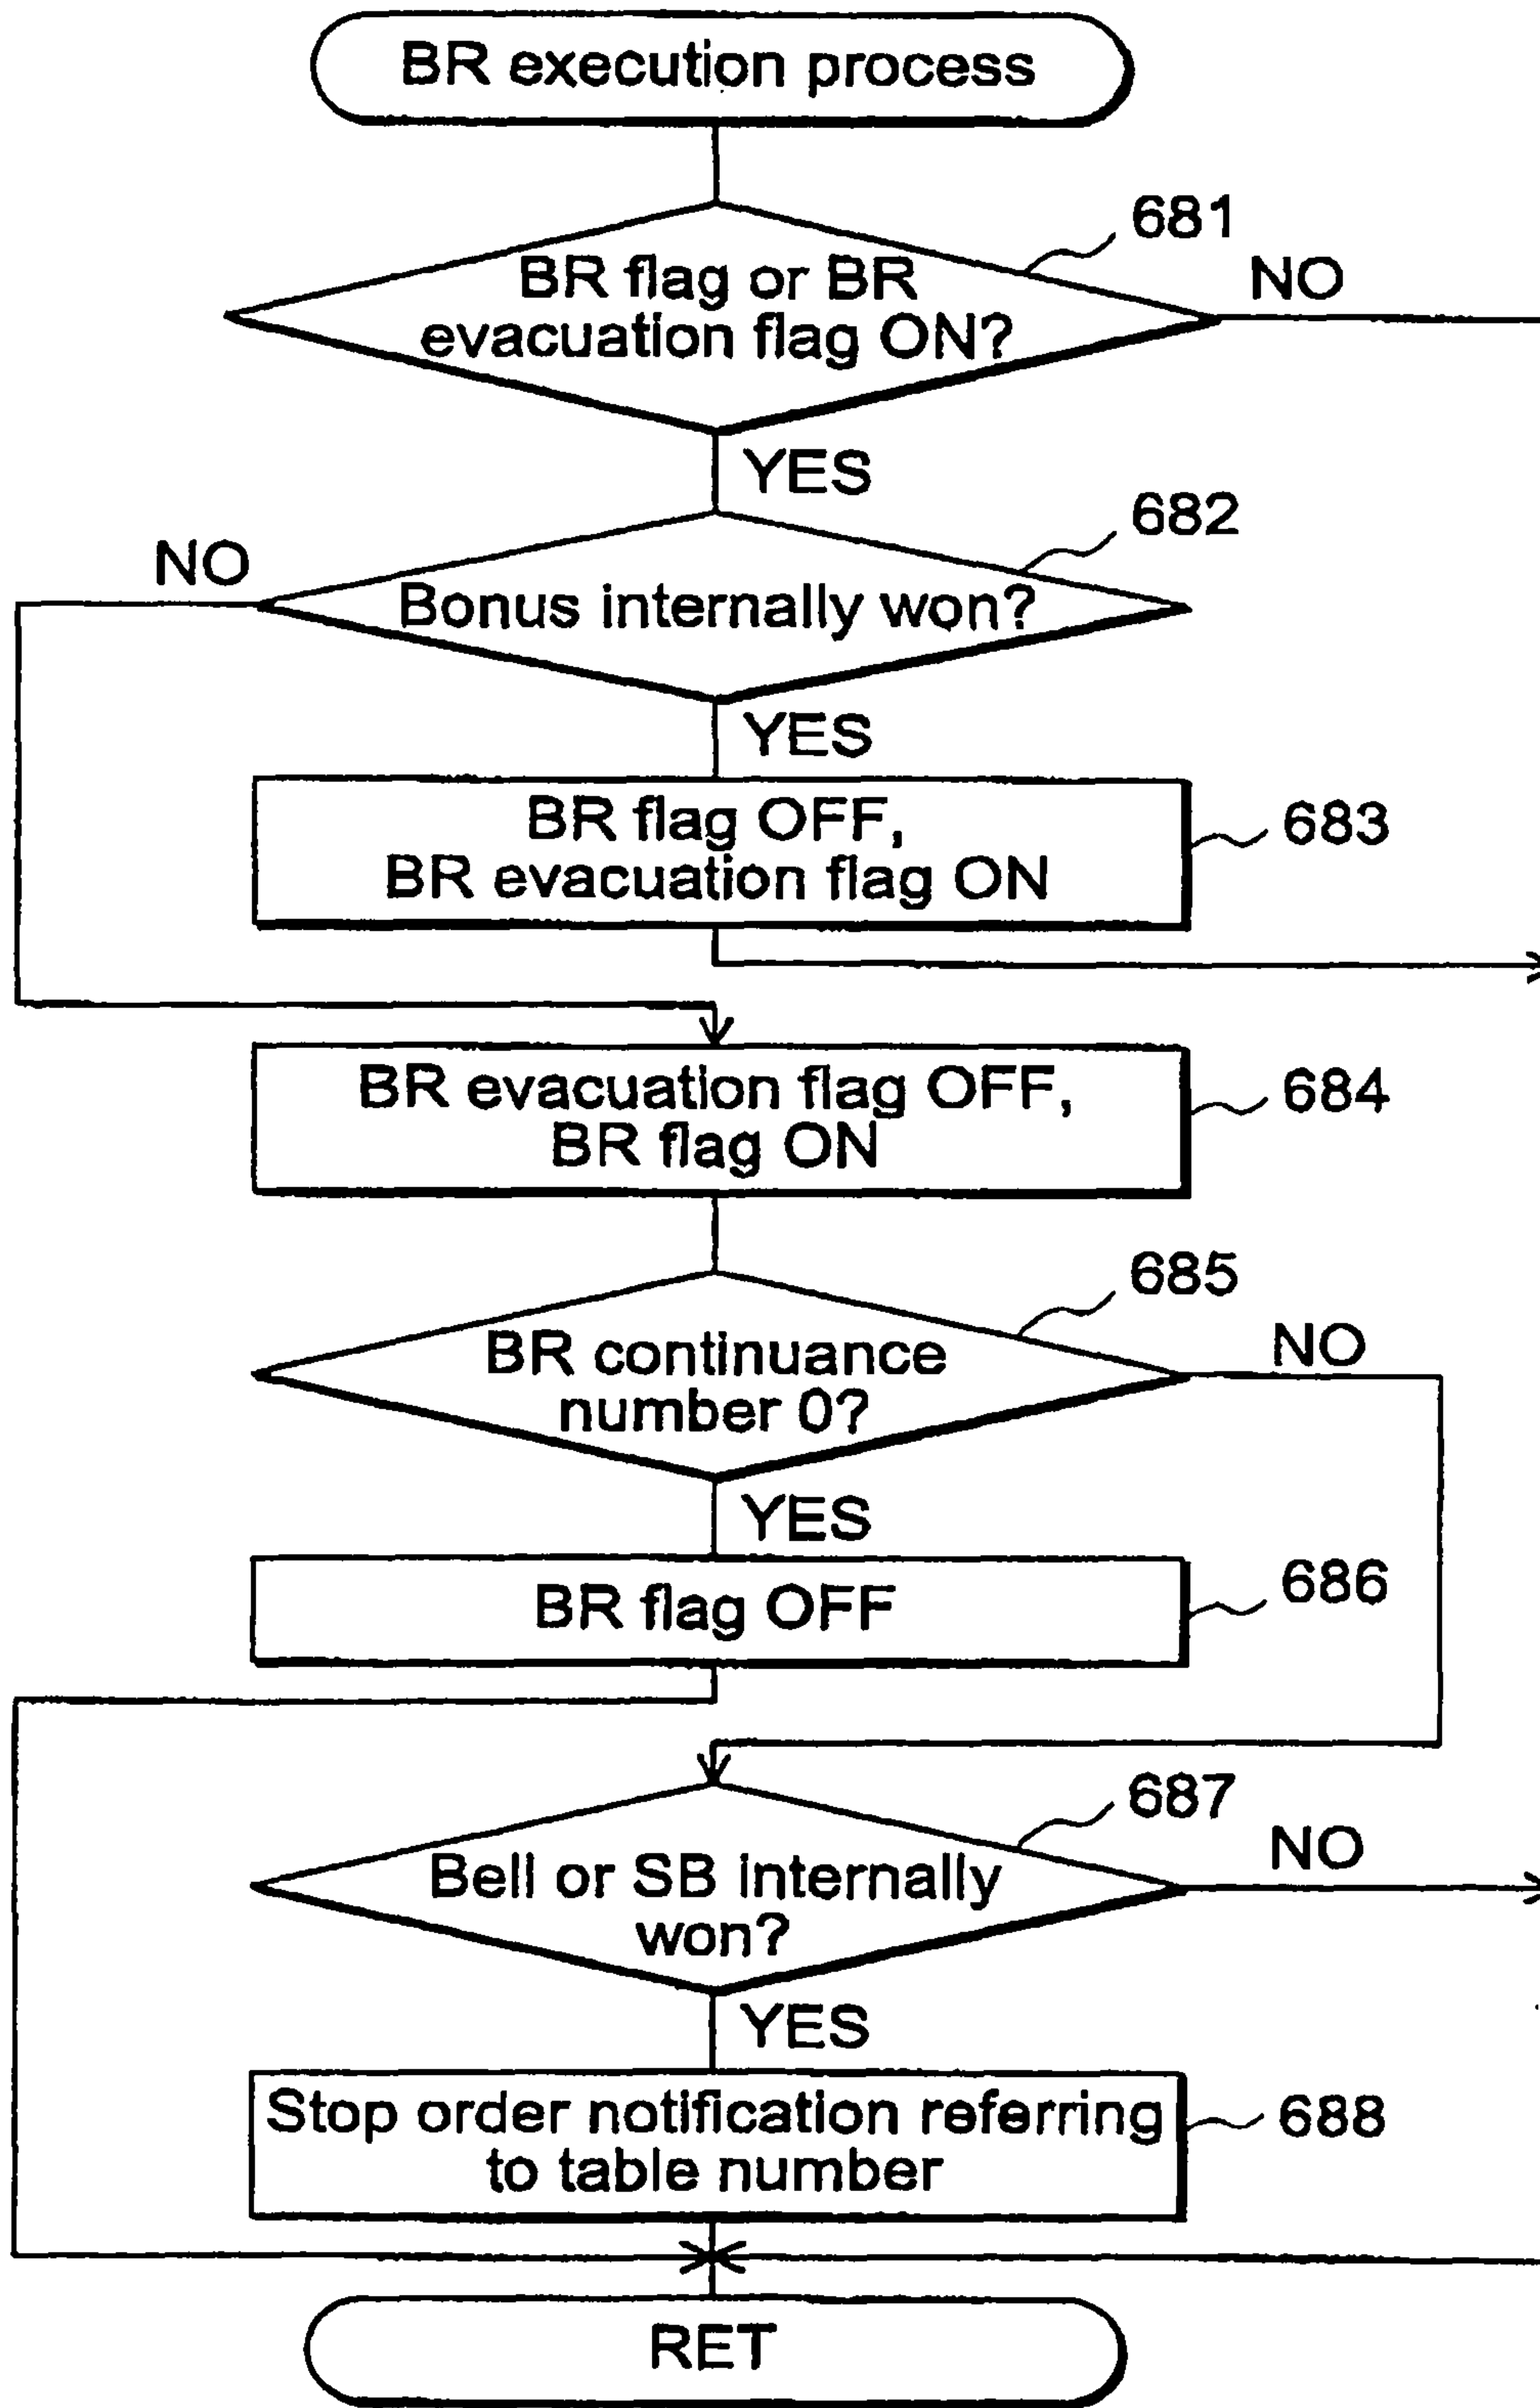 BR execution process
681
BR flag or BR
evacuation flag ON?
NO
YES
682
NO
Bonus internally won?
YES
BR flag OFF,
BR evacuation flag ON
683
BR evacuation flag OFF,
BR flag ON
684
685
BR continuance
number 0?
NO
YES
BR flag OFF
686
687
Bell or SB internally
won?
NO
YES
Stop order notification referring
to table number
688
RET